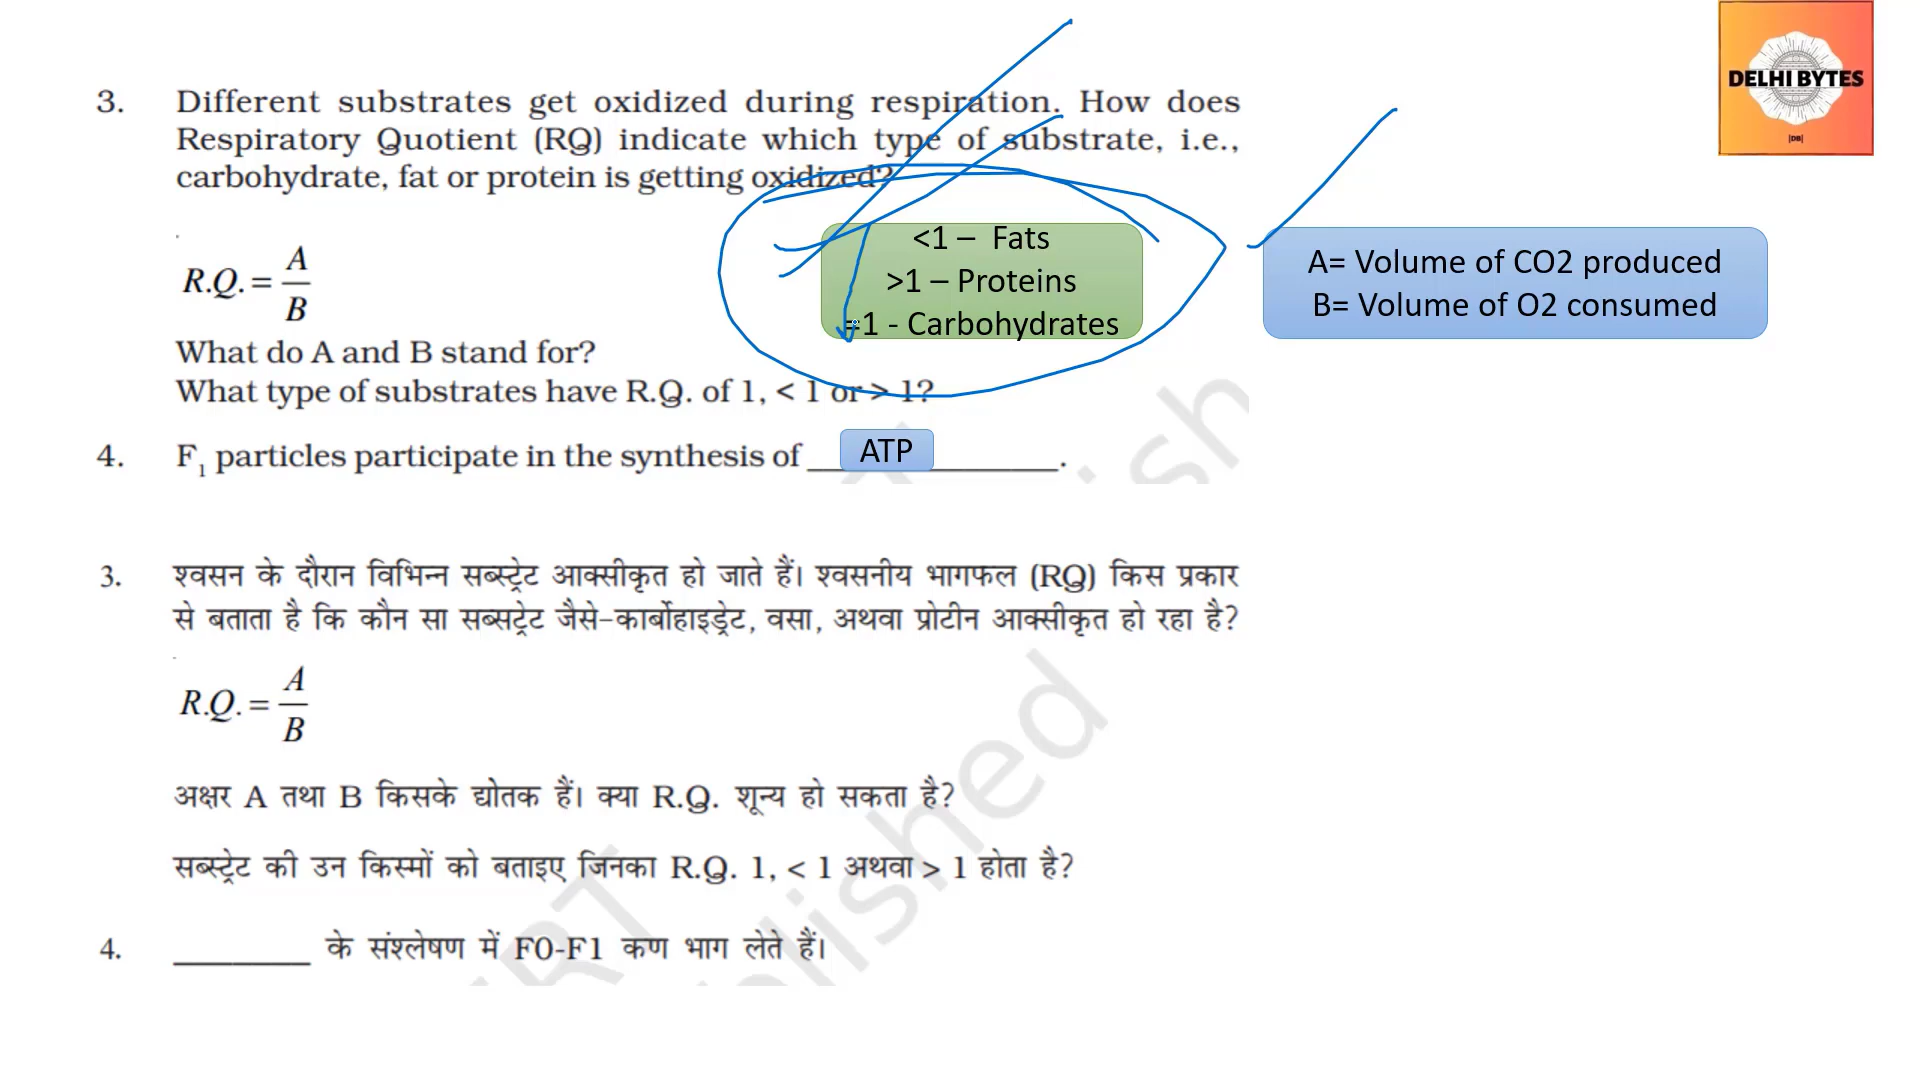 DELHI BYTES
|DB|
3. Different substrates get oxidized during respiration. How does
Respiratory Quotient (RQ) indicate which type of substrate, i.e.,
carbohydrate, fat or protein is getting oxidized?
R.Q. = A/B
<1 – Fats
>1 – Proteins
=1 - Carbohydrates
A= Volume of CO2 produced
B= Volume of O2 consumed
What do A and B stand for?
What type of substrates have R.Q. of 1, < 1 or > 1?
4. F₁ particles participate in the synthesis of ATP ______.
3. श्वसन के दौरान विभिन्न सब्स्ट्रेट आक्सीकृत हो जाते हैं। श्वसनीय भागफल (RQ) किस प्रकार
से बताता है कि कौन सा सब्सट्रेट जैसे-कार्बोहाइड्रेट, वसा, अथवा प्रोटीन आक्सीकृत हो रहा है?
R.Q. = A/B
अक्षर A तथा B किसके द्योतक हैं। क्या R.Q. शून्य हो सकता है?
सब्स्ट्रेट की उन किस्मों को बताइए जिनका R.Q. 1, < 1 अथवा > 1 होता है?
4. ________ के संश्लेषण में F0-F1 कण भाग लेते हैं।